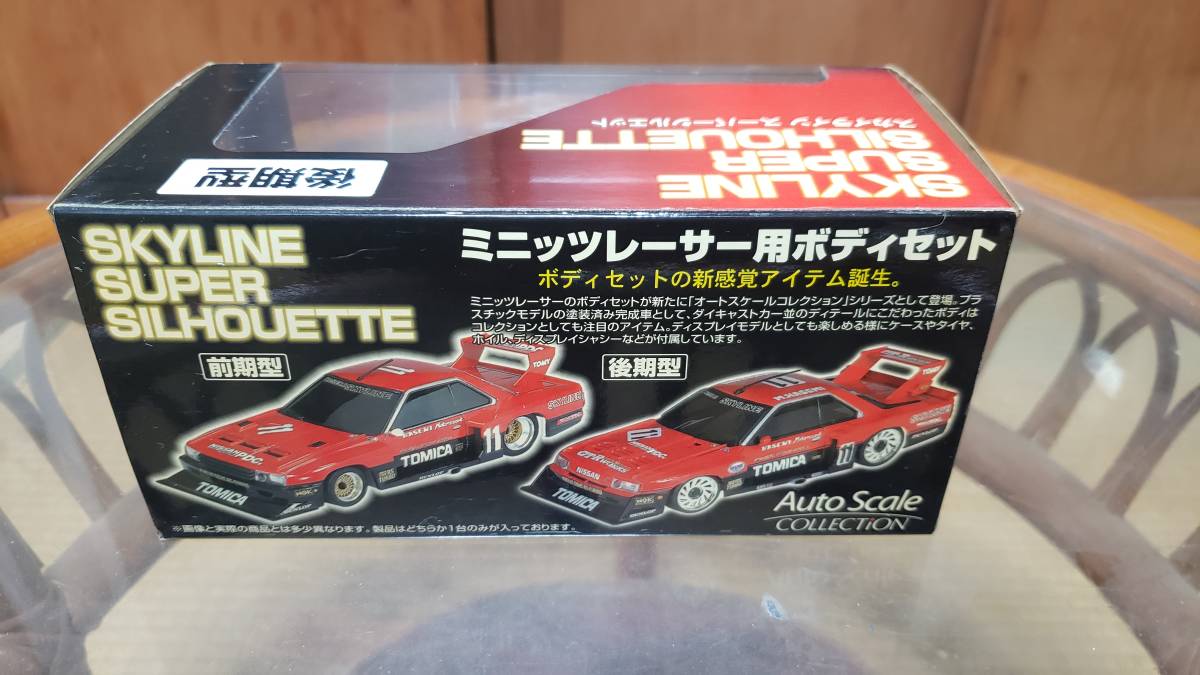 スカイライン スーパーシルエット
SKYLINE
SUPER
SILHOUETTE
後期型
SKYLINE
SUPER
SILHOUETTE
ミニッツレーサー用ボディセット
ボディセットの新感覚アイテム誕生。
ミニッツレーサーのボディセットが新たに「オートスケールコレクション」シリーズとして登場。プラ
スチックモデルの塗装済み完成車として、ダイキャストカー並のディテールにこだわったボディは
コレクションとしても注目のアイテム。ディスプレイモデルとしても楽しめる様にケースやタイヤ、
ホイル、ディスプレイシャシーなどが付属しています。
前期型
後期型
TOMY
SKYLINE
11
TOMICA
TOMICA
DUNLOP
TOMY
SKYLINE
NISSAN
11
TOMICA
TOMICA
DUNLOP
Auto Scale
COLLECTION
※画像と実際の商品とは多少異なります。製品はどちらか1台のみが入っております。